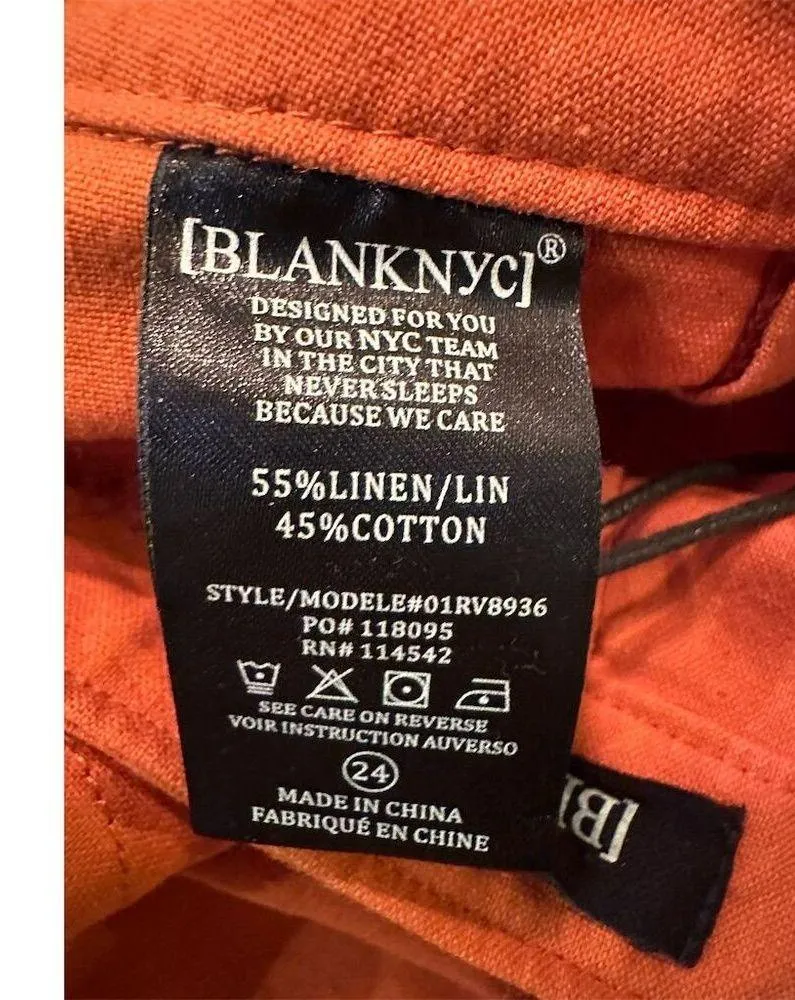 [BLANKNYC]®
DESIGNED FOR YOU
BY OUR NYC TEAM
IN THE CITY THAT
NEVER SLEEPS
BECAUSE WE CARE
55%LINEN/LIN
45%COTTON
STYLE/MODELE#01RV8936
PO# 118095
RN# 114542
SEE CARE ON REVERSE
VOIR INSTRUCTION AUVERSO
24
MADE IN CHINA
FABRIQUÉ EN CHINE